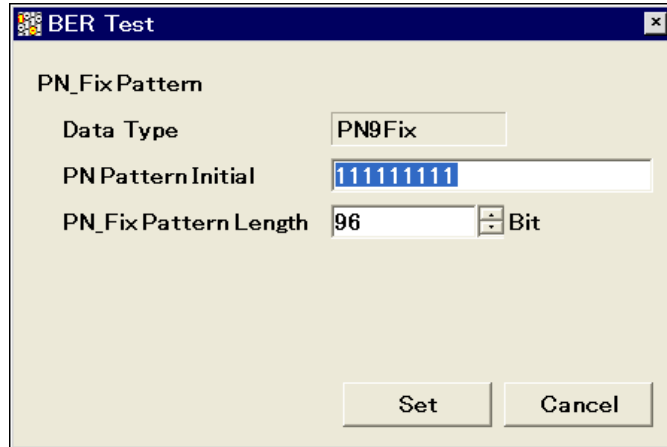 BER Test
PN_Fix Pattern
Data Type PN9Fix
PN Pattern Initial 111111111
PN_Fix Pattern Length 96 Bit
Set Cancel